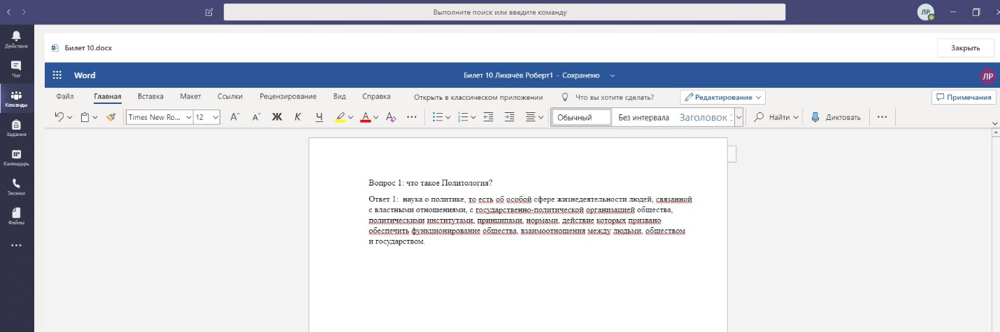 Выполните поиск или введите команду
ЛР
Действия
Чат
Команды
Задания
Календарь
Звонки
Файлы
Билет 10.docx
Закрыть
Word
Билет 10 Лихачёв Роберт1 - Сохранено
ЛР
Файл Главная Вставка Макет Ссылки Рецензирование Вид Справка Открыть в классическом приложении Что вы хотите сделать? Редактирование Примечания
Times New Ro... 12 A A Ж К Ч A A Обычный Без интервала Заголовок Найти Диктовать
Вопрос 1: что такое Политология?
Ответ 1: наука о политике, то есть об особой сфере жизнедеятельности людей, связанной
с властными отношениями, с государственно-политической организацией общества,
политическими институтами, принципами, нормами, действие которых призвано
обеспечить функционирование общества, взаимоотношения между людьми, обществом
и государством.